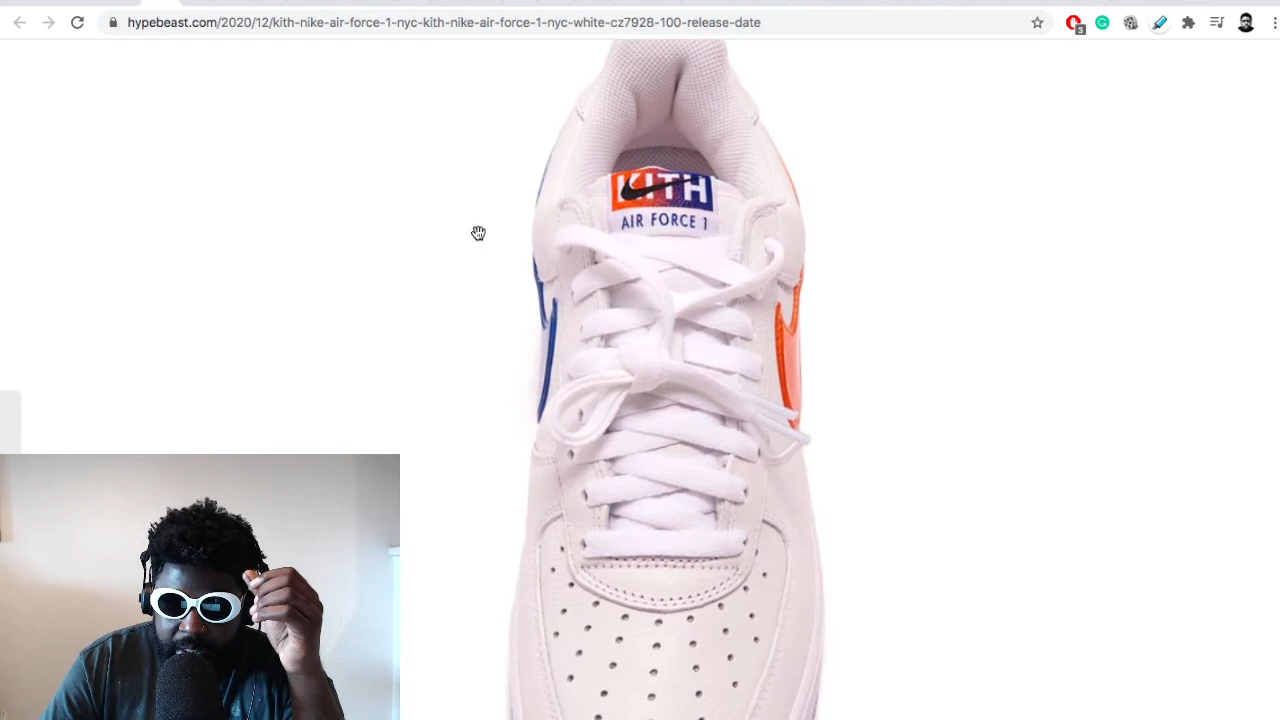 hypebeast.com/2020/12/kith-nike-air-force-1-nyc-kith-nike-air-force-1-nyc-white-cz7928-100-release-date
3
KITH
AIR FORCE 1